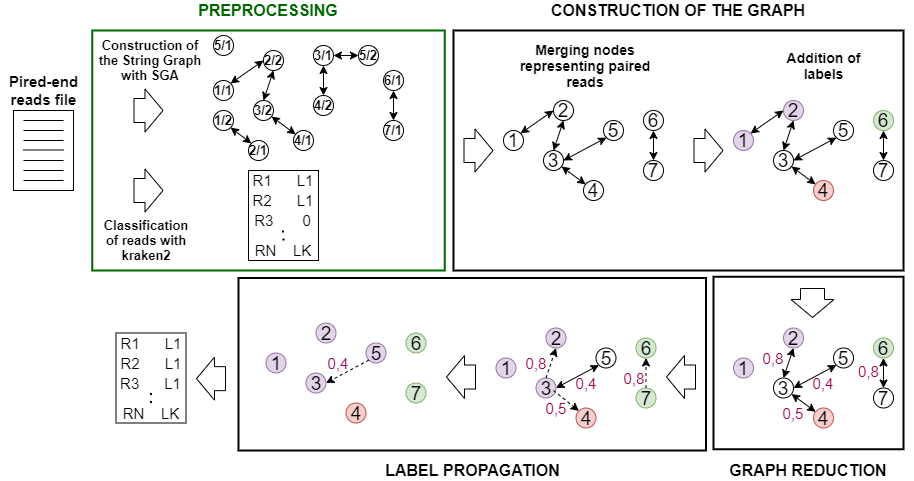 PREPROCESSING
CONSTRUCTION OF THE GRAPH
Pired-end
reads file
Construction of
the String Graph
with SGA
5/1
2/2
1/1
3/2
1/2
2/1
4/1
3/1
5/2
4/2
6/1
7/1
Classification
of reads with
kraken2
R1 L1
R2 L1
R3 0
:
RN LK
Merging nodes
representing paired
reads
1
2
3
4
5
6
7
Addition of
labels
1
2
3
4
5
6
7
1
2
3
4
5
6
7
0,8
0,4
0,5
0,8
1
2
3
4
5
6
7
0,8
0,4
0,5
0,8
1
2
3
4
5
6
7
0,4
R1 L1
R2 L1
R3 L1
:
RN LK
LABEL PROPAGATION
GRAPH REDUCTION